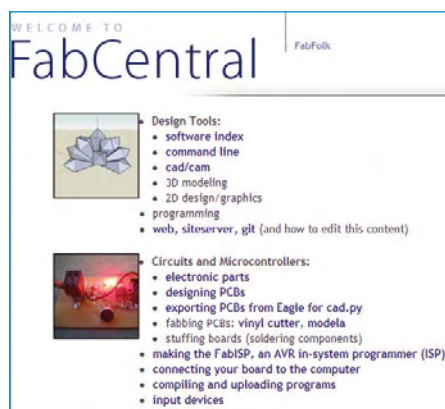 WELCOME TO
FabCentral
FabFolk
• Design Tools:
• software index
• command line
• cad/cam
• 3D modeling
• 2D design/graphics
• programming
• web, siteserver, git (and how to edit this content)
• Circuits and Microcontrollers:
• electronic parts
• designing PCBs
• exporting PCBs from Eagle for cad.py
• fabbing PCBs: vinyl cutter, modela
• stuffing boards (soldering components)
• making the FabISP, an AVR in-system programmer (ISP)
• connecting your board to the computer
• compiling and uploading programs
• input devices